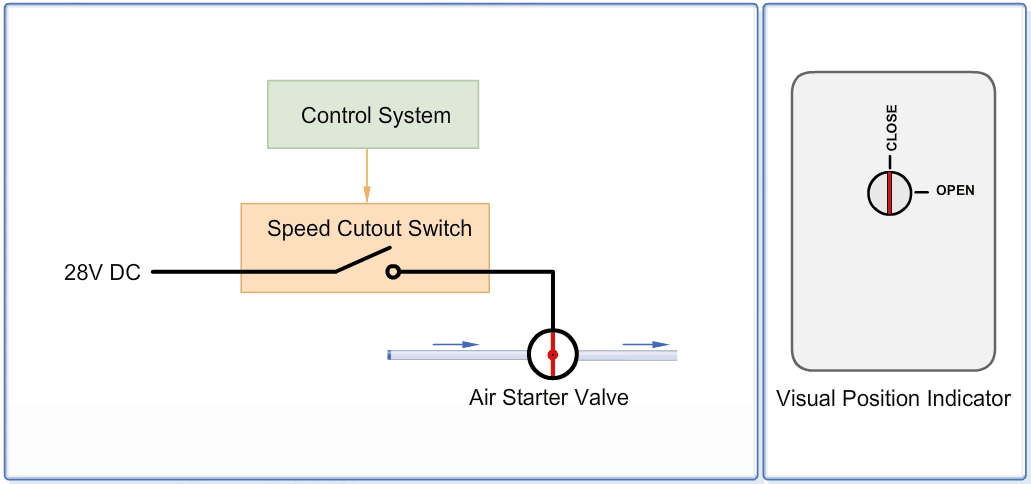 Control System
Speed Cutout Switch
28V DC
Air Starter Valve
CLOSE
OPEN
Visual Position Indicator